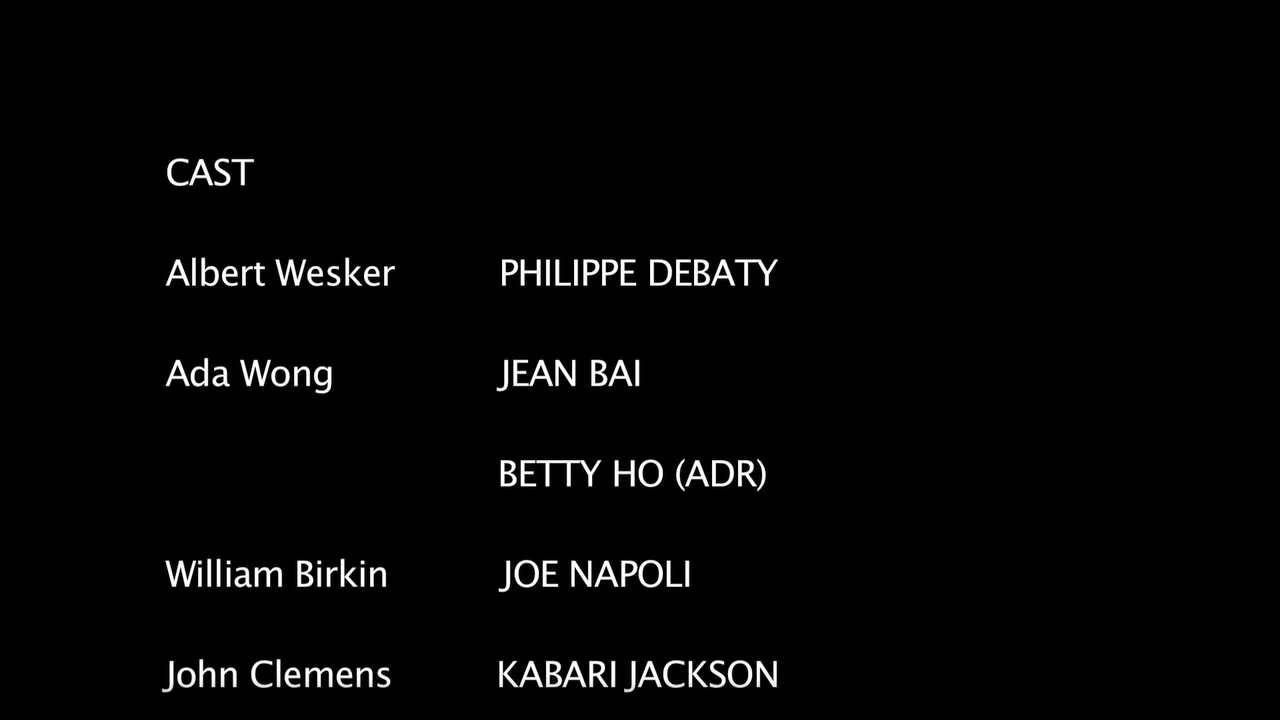 CAST
Albert Wesker PHILIPPE DEBATY
Ada Wong JEAN BAI
BETTY HO (ADR)
William Birkin JOE NAPOLI
John Clemens KABARI JACKSON